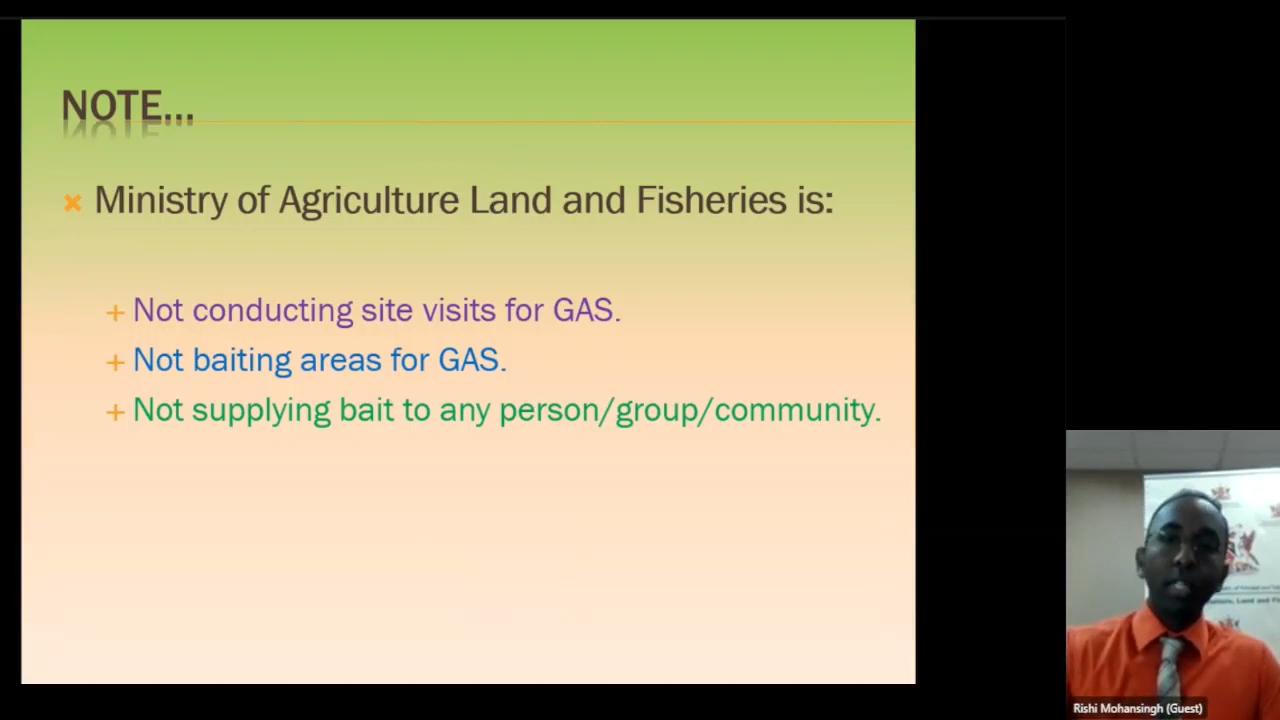 NOTE...
Ministry of Agriculture Land and Fisheries is:
Not conducting site visits for GAS.
Not baiting areas for GAS.
Not supplying bait to any person/group/community.
Rishi Mohansingh (Guest)